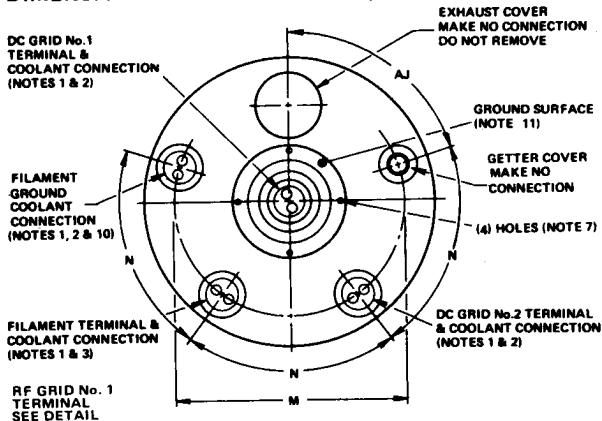 EXHAUST COVER
MAKE NO CONNECTION
DO NOT REMOVE
DC GRID No.1
TERMINAL &
COOLANT CONNECTION
(NOTES 1 & 2)
AJ
GROUND SURFACE
(NOTE 11)
GETTER COVER
MAKE NO
CONNECTION
FILAMENT
GROUND
COOLANT
CONNECTION
(NOTES 1, 2 & 10)
(4) HOLES (NOTE 7)
N
N
FILAMENT TERMINAL &
COOLANT CONNECTION
(NOTES 1 & 3)
DC GRID No.2 TERMINAL
& COOLANT CONNECTION
(NOTES 1 & 2)
N
RF GRID No. 1
TERMINAL
SEE DETAIL
M